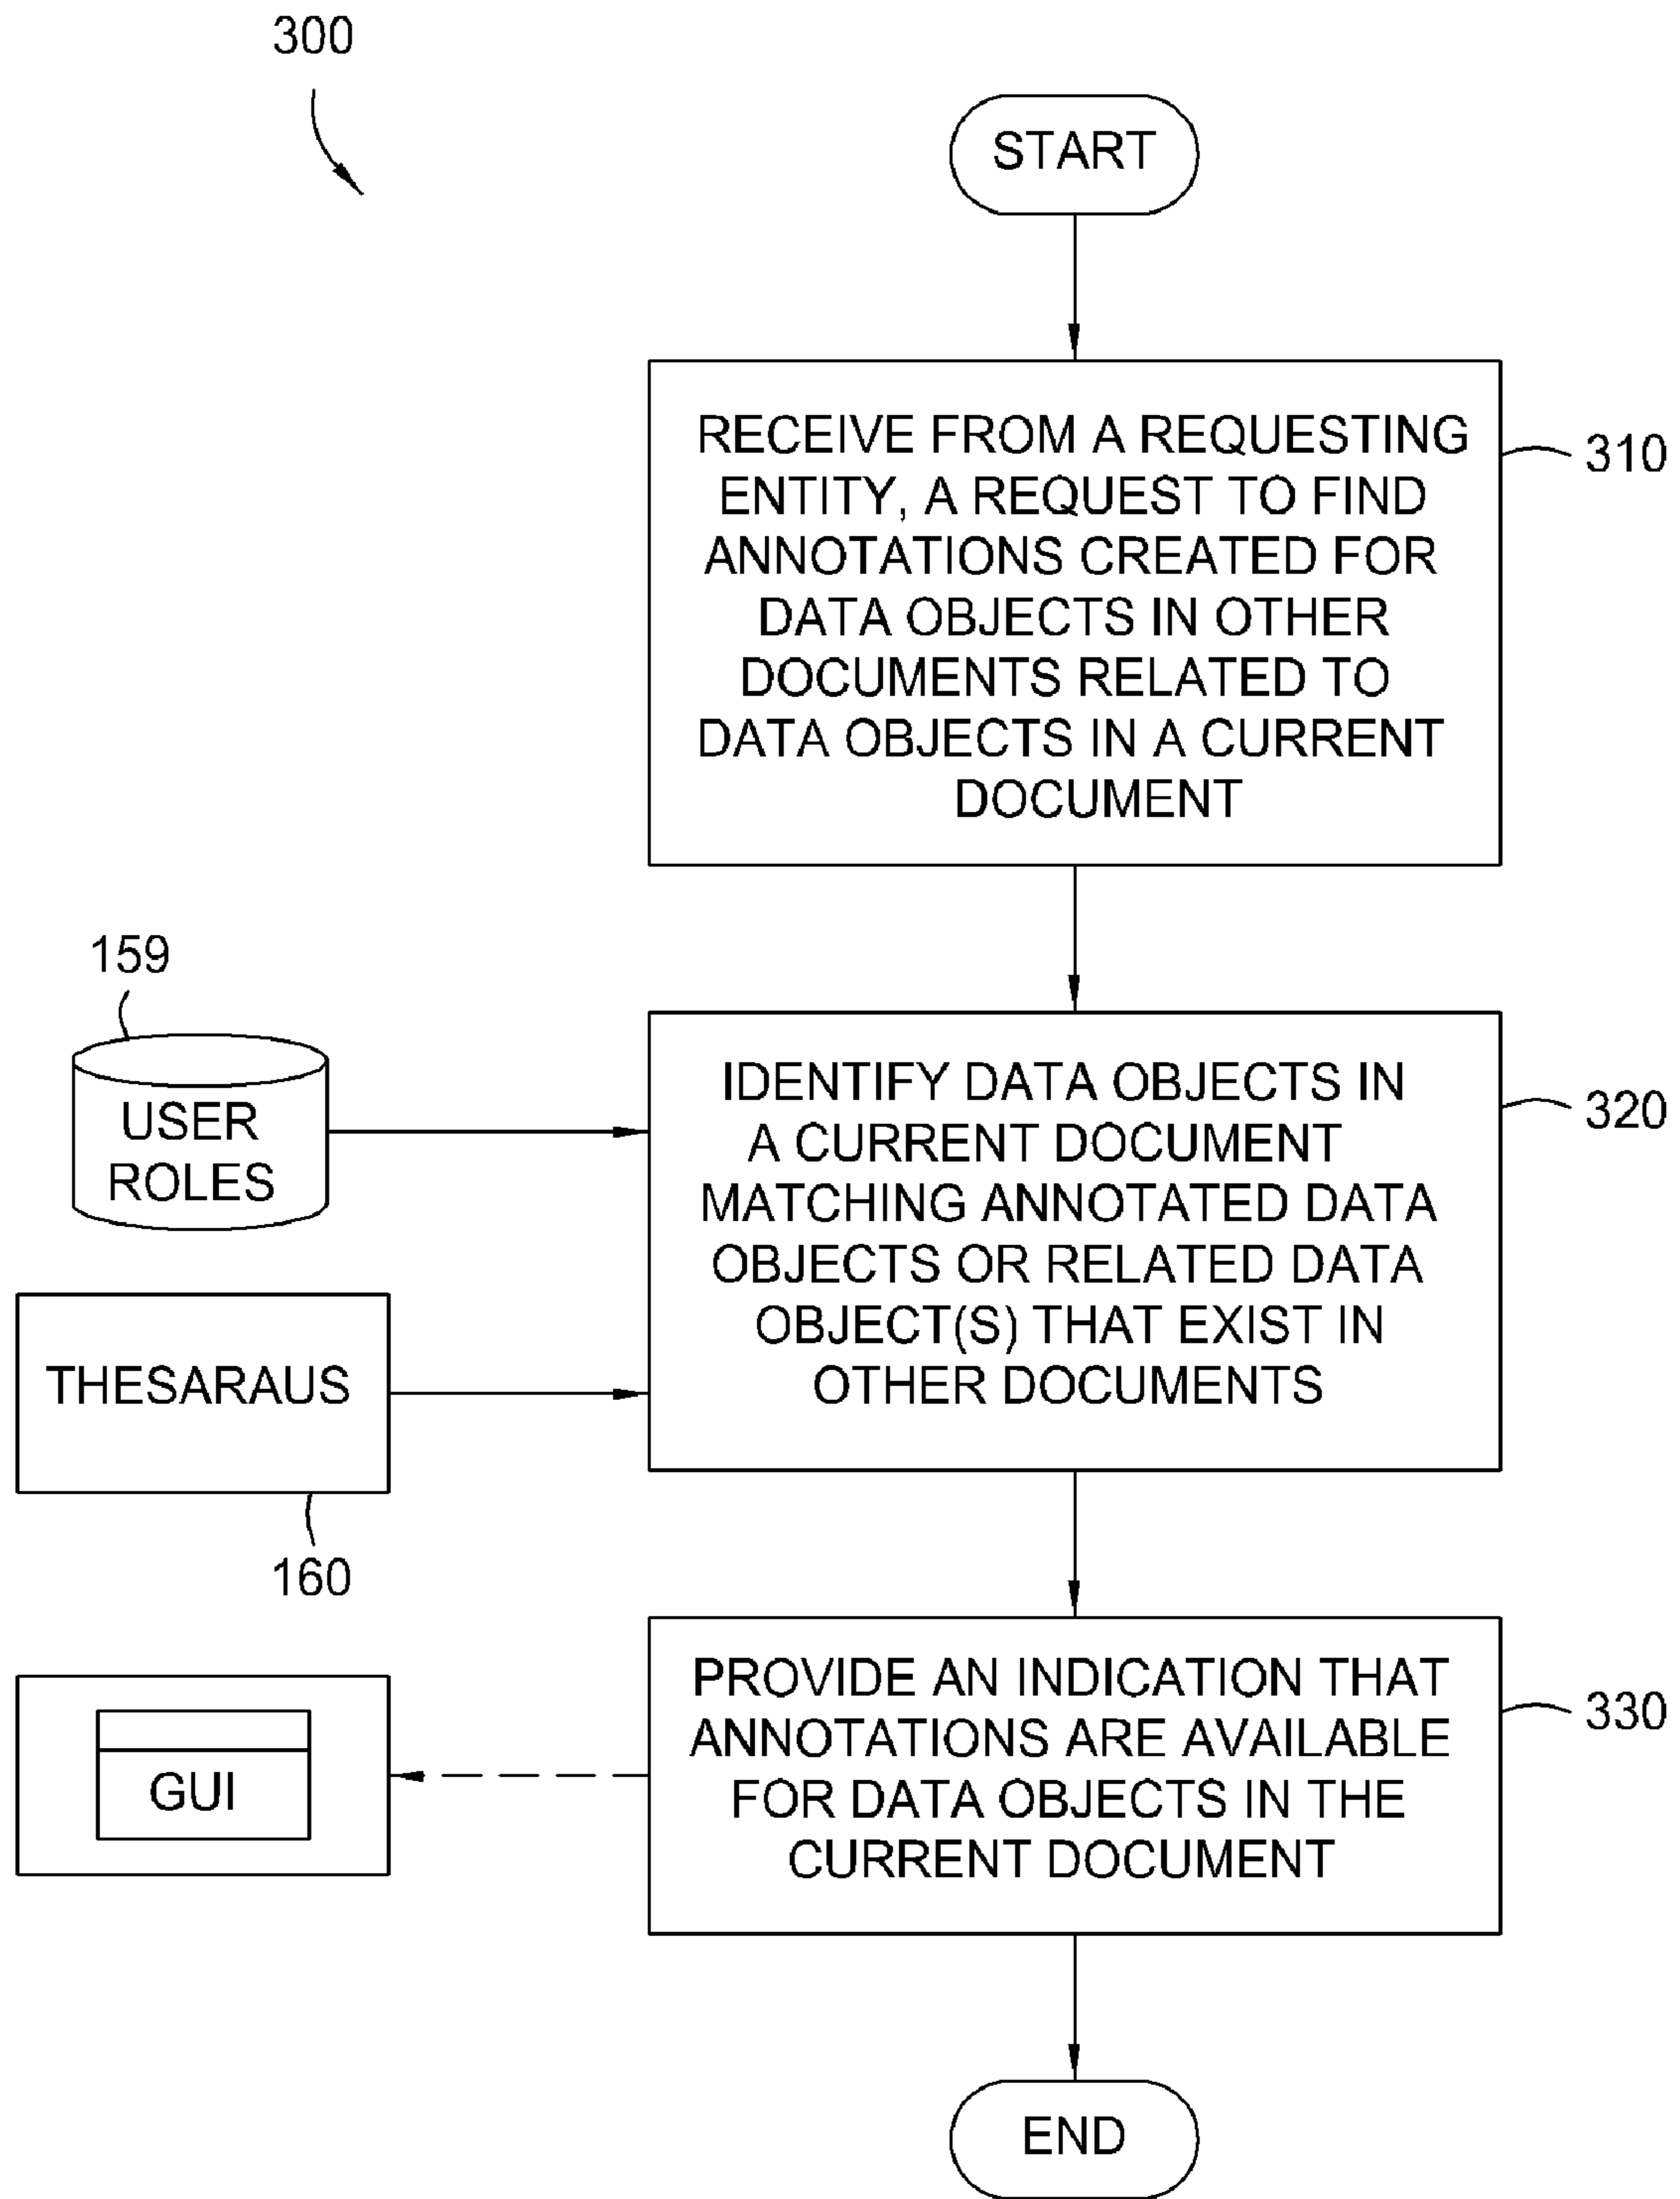 300
START
RECEIVE FROM A REQUESTING
ENTITY, A REQUEST TO FIND
ANNOTATIONS CREATED FOR
DATA OBJECTS IN OTHER
DOCUMENTS RELATED TO
DATA OBJECTS IN A CURRENT
DOCUMENT
310
159
USER
ROLES
IDENTIFY DATA OBJECTS IN
A CURRENT DOCUMENT
MATCHING ANNOTATED DATA
OBJECTS OR RELATED DATA
OBJECT(S) THAT EXIST IN
OTHER DOCUMENTS
320
THESARAUS
160
PROVIDE AN INDICATION THAT
ANNOTATIONS ARE AVAILABLE
FOR DATA OBJECTS IN THE
CURRENT DOCUMENT
330
GUI
END